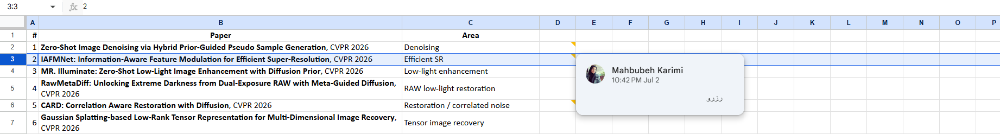 3:3 fx 2
A B C D E F G H I J K L M N O P
1 # Paper Area
2 1 Zero-Shot Image Denoising via Hybrid Prior-Guided Pseudo Sample Generation, CVPR 2026 Denoising
3 2 IAFMNet: Information-Aware Feature Modulation for Efficient Super-Resolution, CVPR 2026 Efficient SR
4 3 MR. Illuminate: Zero-Shot Low-Light Image Enhancement with Diffusion Prior, CVPR 2026 Low-light enhancement
5 4 RawMetaDiff: Unlocking Extreme Darkness from Dual-Exposure RAW with Meta-Guided Diffusion,
CVPR 2026 RAW low-light restoration
6 5 CARD: Correlation Aware Restoration with Diffusion, CVPR 2026 Restoration / correlated noise
7 6 Gaussian Splatting-based Low-Rank Tensor Representation for Multi-Dimensional Image Recovery,
CVPR 2026 Tensor image recovery
Mahbubeh Karimi
10:42 PM Jul 2
رزرو